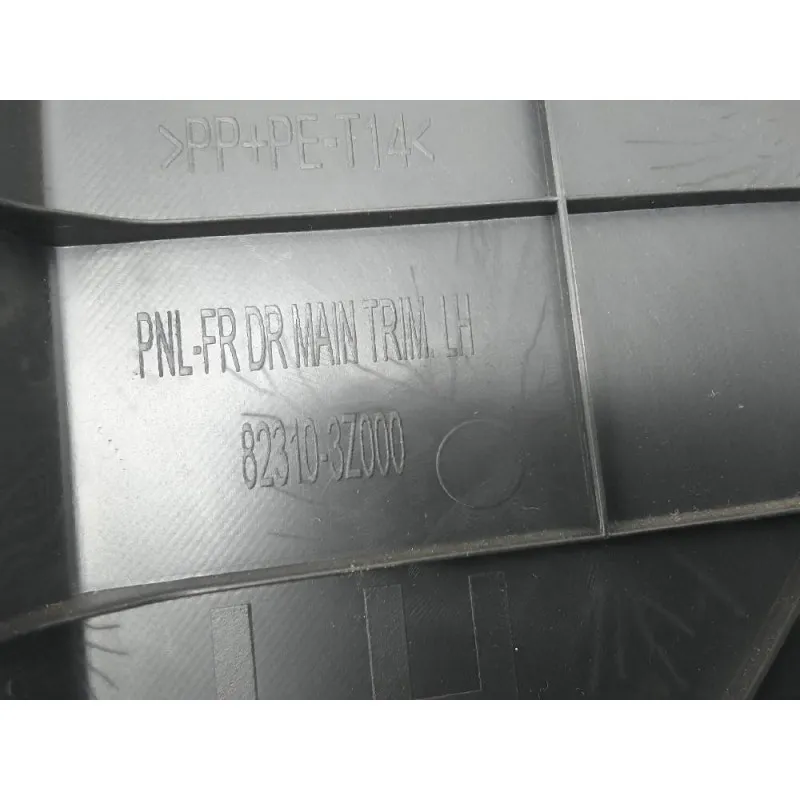 >PP+PE-T14<
PNL-FR DR MAIN TRIM. LH
82310-3Z000